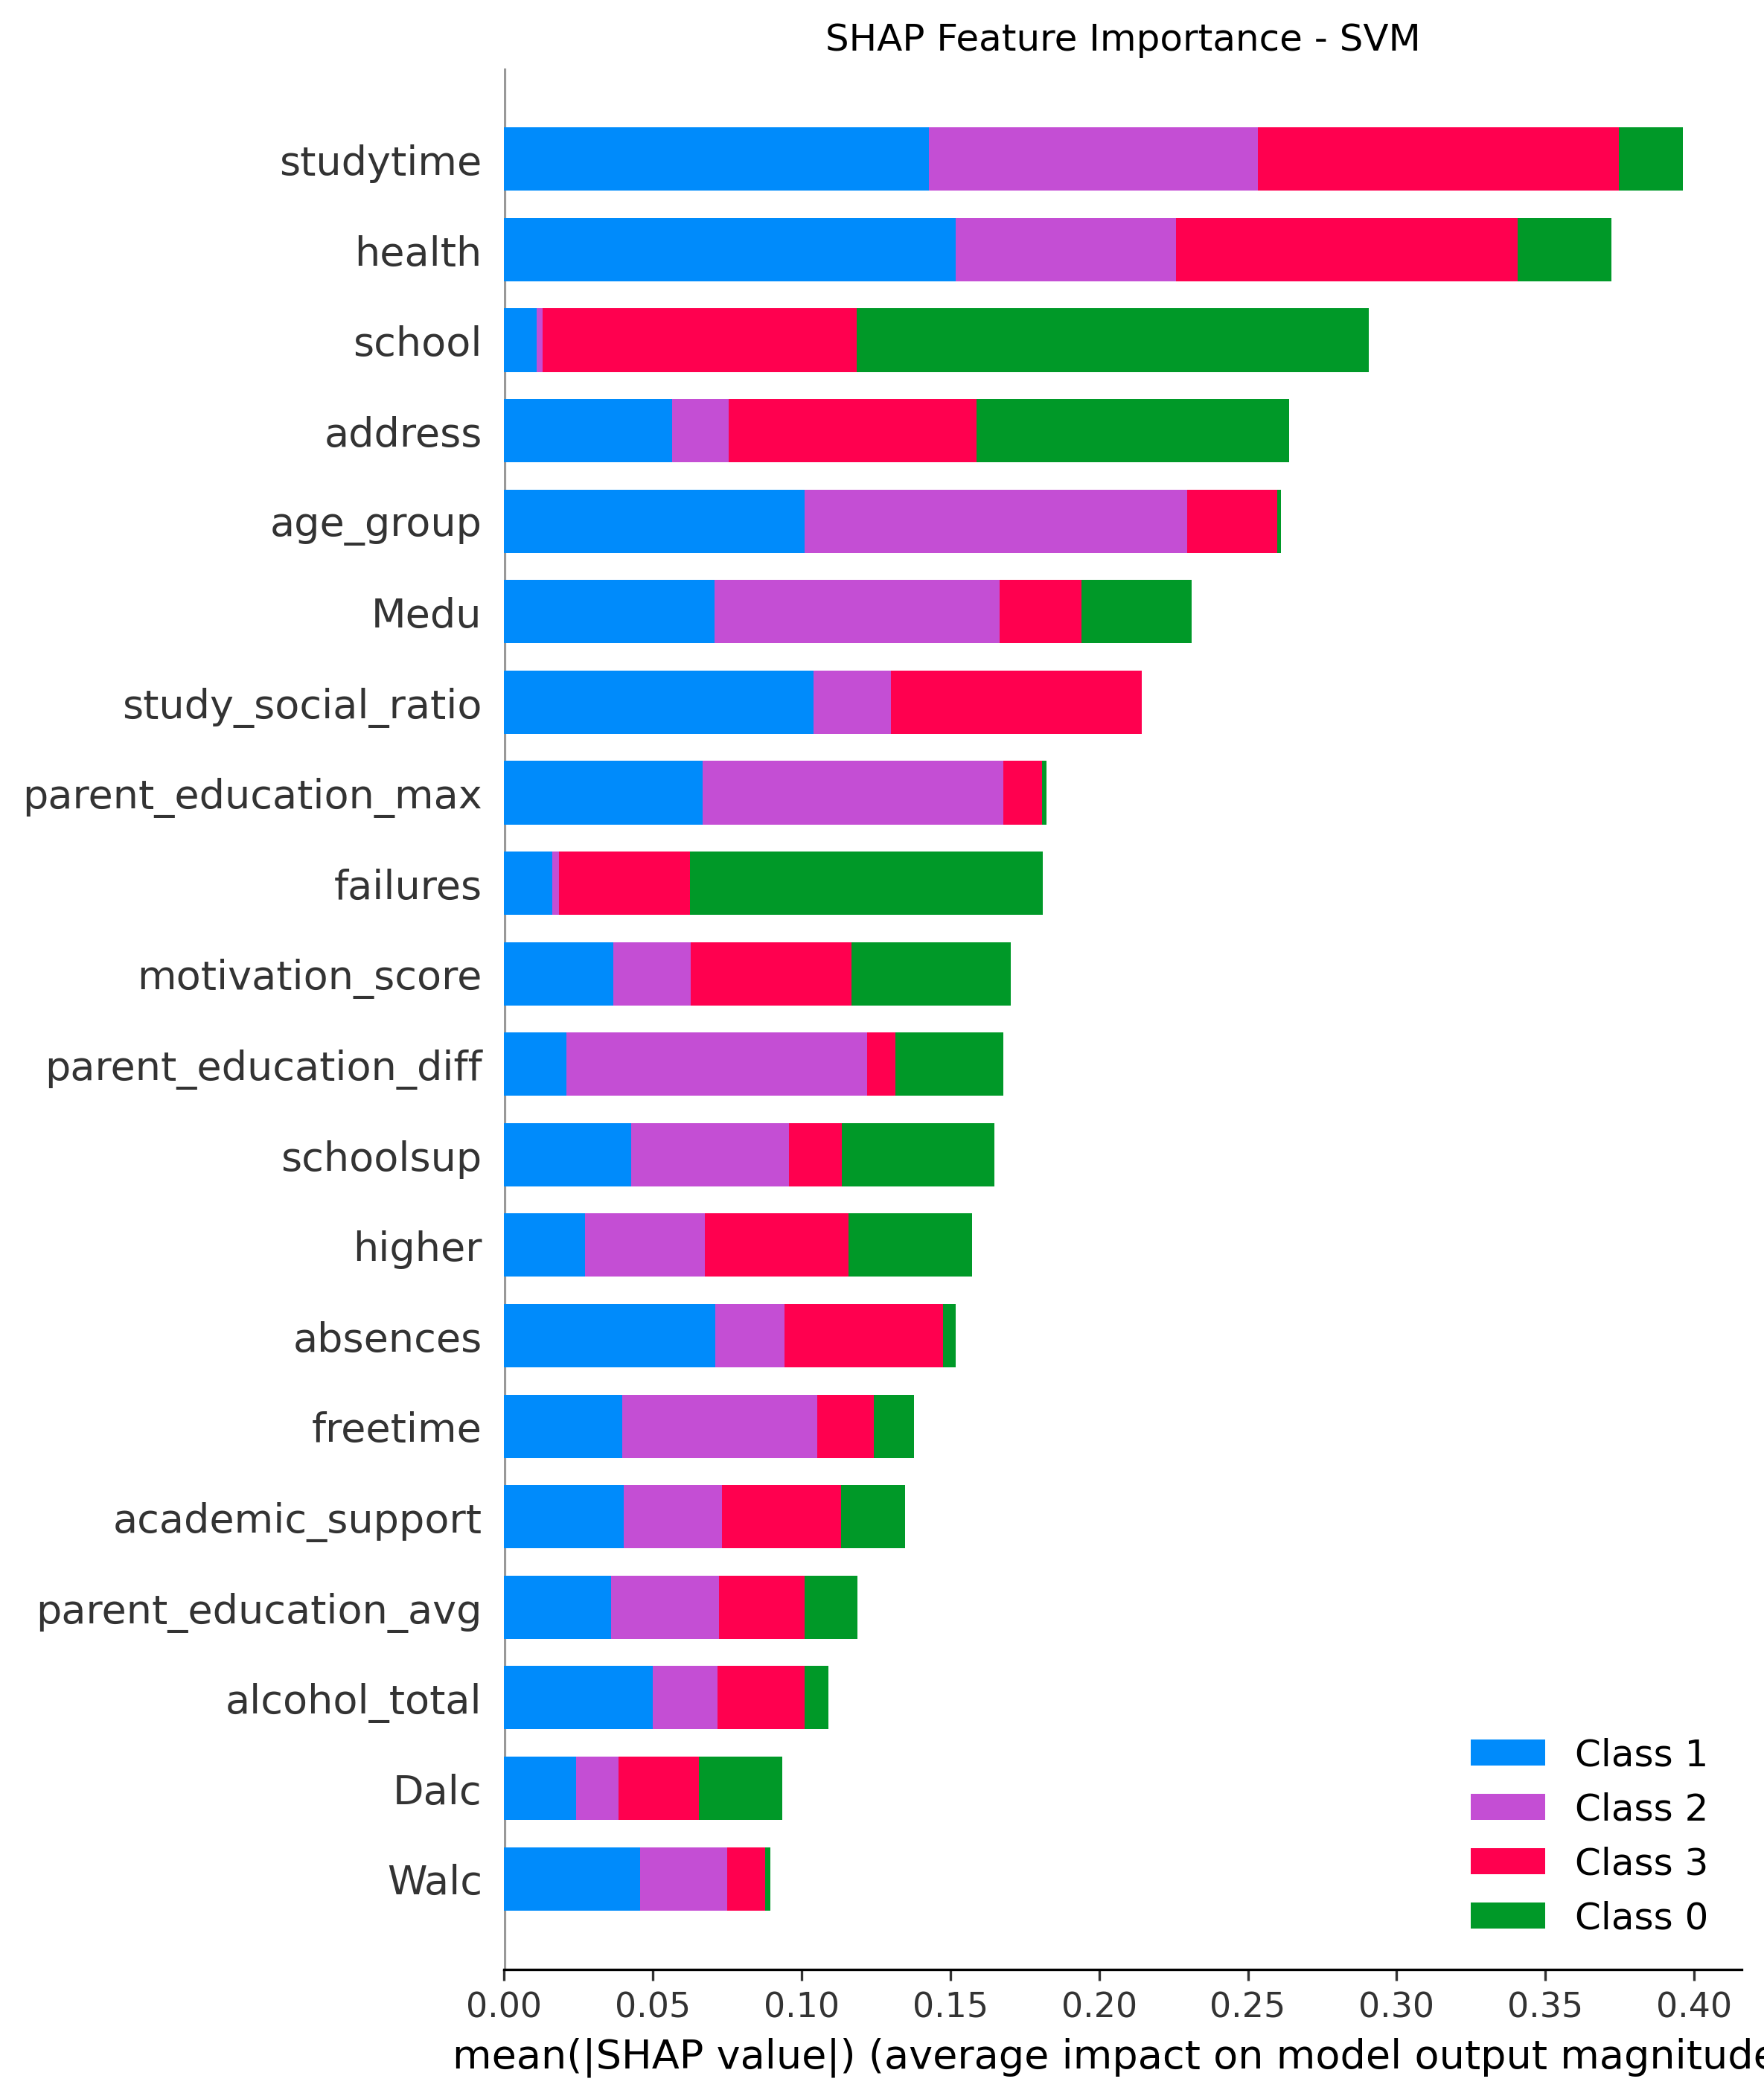 SHAP Feature Importance - SVM
studytime
health
school
address
age_group
Medu
study_social_ratio
parent_education_max
failures
motivation_score
parent_education_diff
schoolsup
higher
absences
freetime
academic_support
parent_education_avg
alcohol_total
Dalc
Walc
Class 1
Class 2
Class 3
Class 0
0.00 0.05 0.10 0.15 0.20 0.25 0.30 0.35 0.40
mean(|SHAP value|) (average impact on model output magnitude